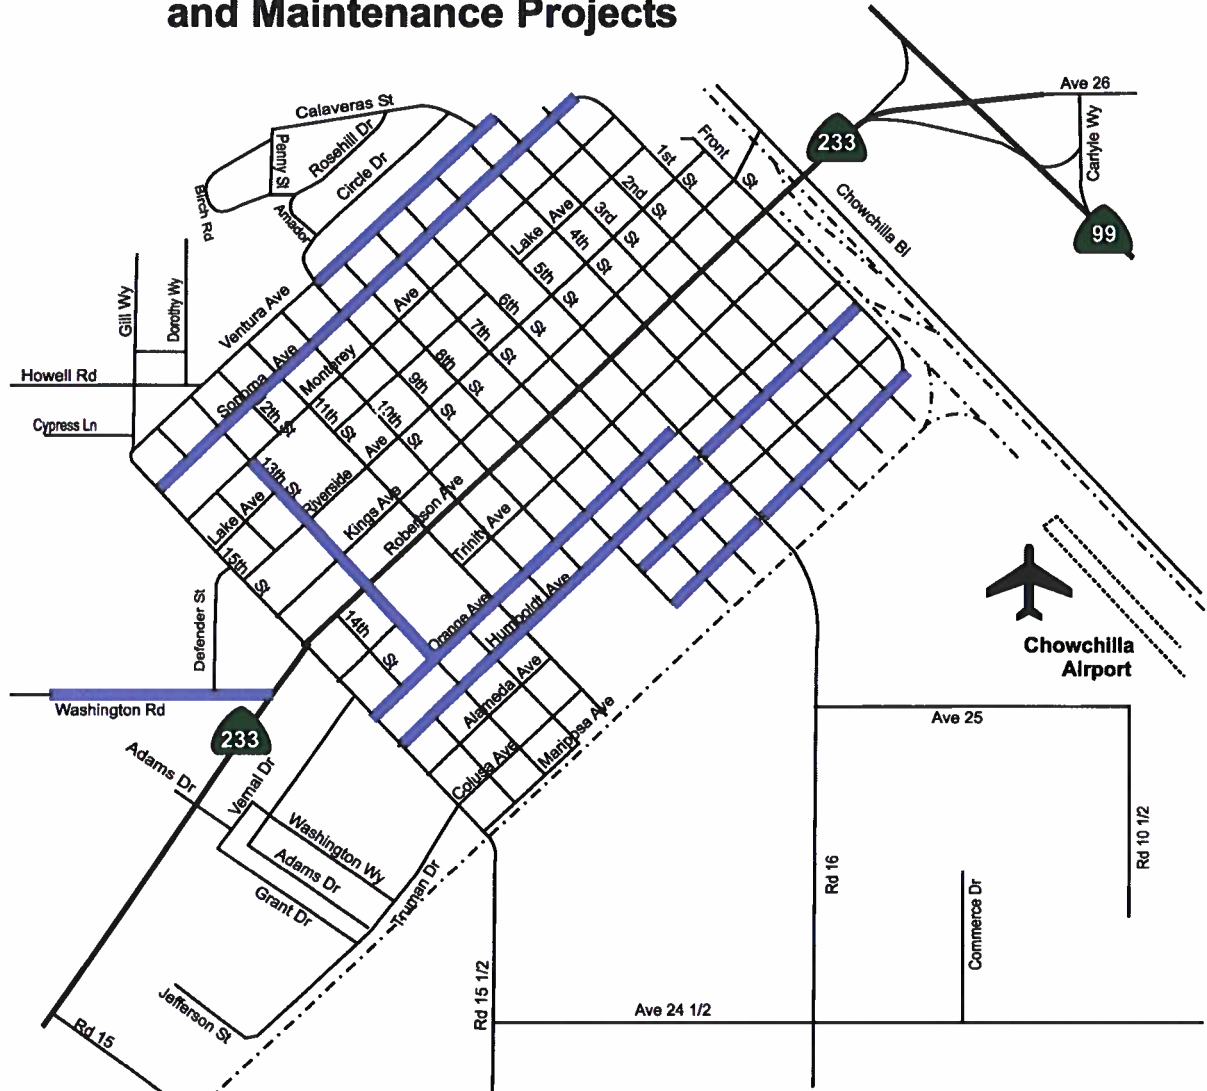 and Maintenance Projects
Ave 26
Calaveras St
Carlyle Wy
Penny St
Rosehill Dr
Front St
233
1st St
Circle Dr
2nd St
Birch Rd
Amador
Lake Ave
3rd St
Chowchilla Bl
99
4th St
5th St
Gill Wy
Dorothy Wy
Ventura Ave
Ave
6th St
7th St
Monterey
Sonoma Ave
8th St
Howell Rd
9th St
12th St
11th St
10th St
Cypress Ln
Ave
13th St
Riverside
Lake Ave
Kings Ave
Robertson Ave
Trinity Ave
15th St
Defender St
14th St
Orange Ave
Humboldt Ave
Chowchilla
Airport
Alameda Ave
Washington Rd
Ave 25
Mariposa Ave
233
Colusa Ave
Adams Dr
Vernal Dr
Washington Wy
Adams Dr
Grant Dr
Truman Dr
Rd 16
Rd 10 1/2
Commerce Dr
Jefferson St
Rd 15 1/2
Ave 24 1/2
Rd 15